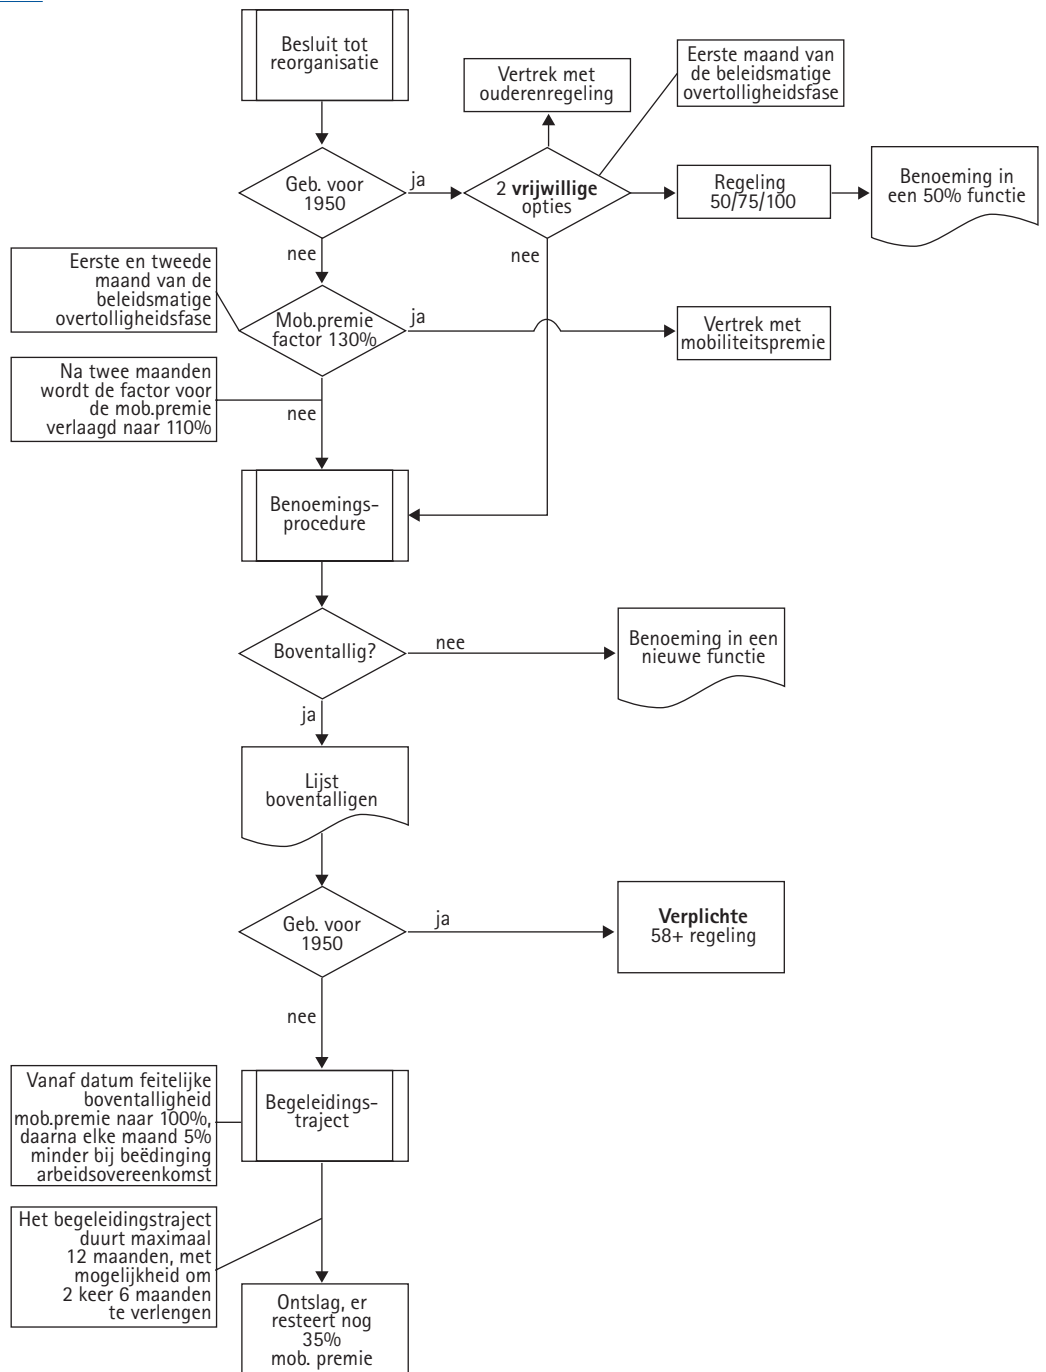 Besluit tot
reorganisatie
Vertrek met
ouderenregeling
Eerste maand van
de beleidsmatige
overtolligheidsfase
Geb. voor
1950
ja
2 vrijwillige
opties
Regeling
50/75/100
Benoeming in
een 50% functie
nee
nee
Eerste en tweede
maand van de
beleidsmatige
overtolligheidsfase
Mob.premie
factor 130%
ja
Vertrek met
mobiliteitspremie
Na twee maanden
wordt de factor voor
de mob.premie
verlaagd naar 110%
nee
Benoemings-
procedure
Boventallig?
nee
Benoeming in een
nieuwe functie
ja
Lijst
boventalligen
Geb. voor
1950
ja
Verplichte
58+ regeling
nee
Vanaf datum feitelijke
boventalligheid
mob.premie naar 100%,
daarna elke maand 5%
minder bij beëdinging
arbeidsovereenkomst
Begeleidings-
traject
Het begeleidingstraject
duurt maximaal
12 maanden, met
mogelijkheid om
2 keer 6 maanden
te verlengen
Ontslag, er
resteert nog
35%
mob. premie